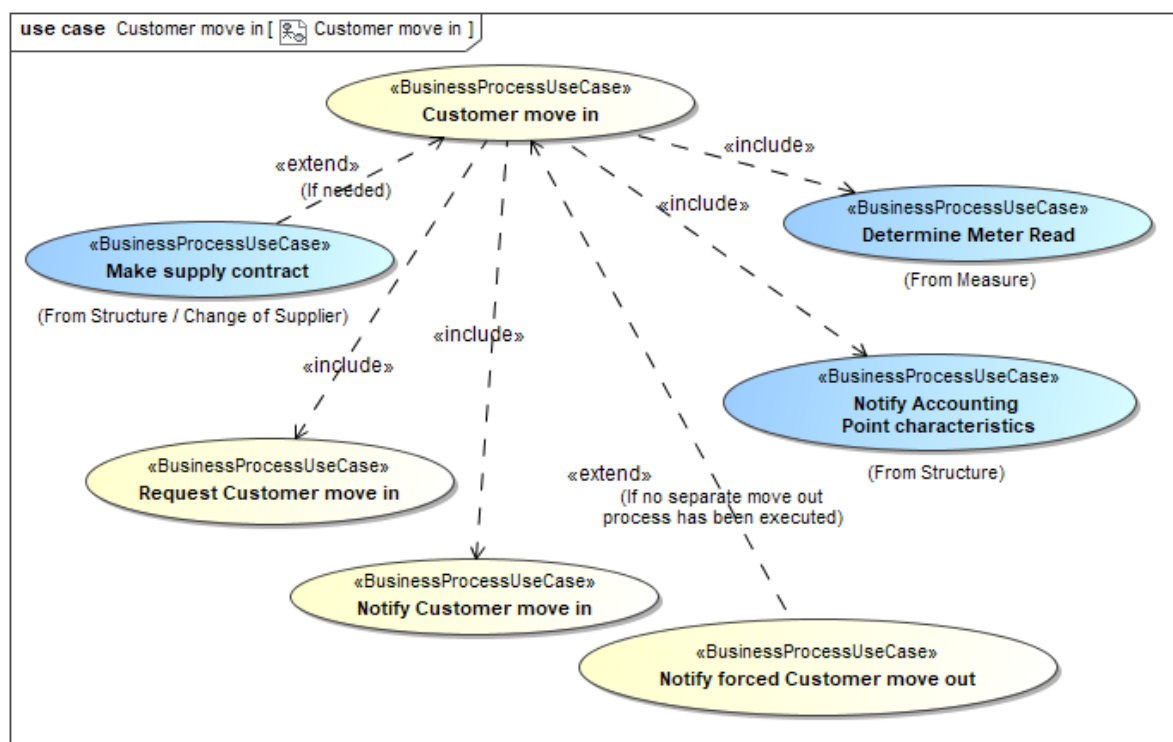 use case Customer move in [ Customer move in ]
«BusinessProcessUseCase»
Customer move in
«include»
«extend»
(If needed)
«BusinessProcessUseCase»
Determine Meter Read
(From Measure)
«include»
«BusinessProcessUseCase»
Make supply contract
(From Structure / Change of Supplier)
«include»
«include»
«BusinessProcessUseCase»
Notify Accounting
Point characteristics
(From Structure)
«BusinessProcessUseCase»
Request Customer move in
«extend»
(If no separate move out
process has been executed)
«BusinessProcessUseCase»
Notify Customer move in
«BusinessProcessUseCase»
Notify forced Customer move out